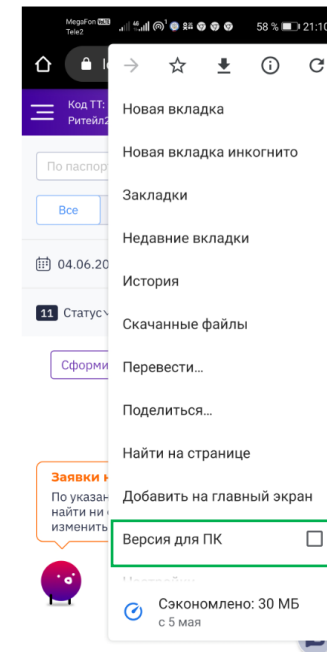 MegaFon
Tele2
58 %
21:10
Код ТТ:
Ритейл2
По паспор
Все
04.06.20
11 Статус
Сформи
Заявки н
По указан
найти ни
изменить
Новая вкладка
Новая вкладка инкогнито
Закладки
Недавние вкладки
История
Скачанные файлы
Перевести...
Поделиться...
Найти на странице
Добавить на главный экран
Версия для ПК
Сэкономлено: 30 МБ
с 5 мая